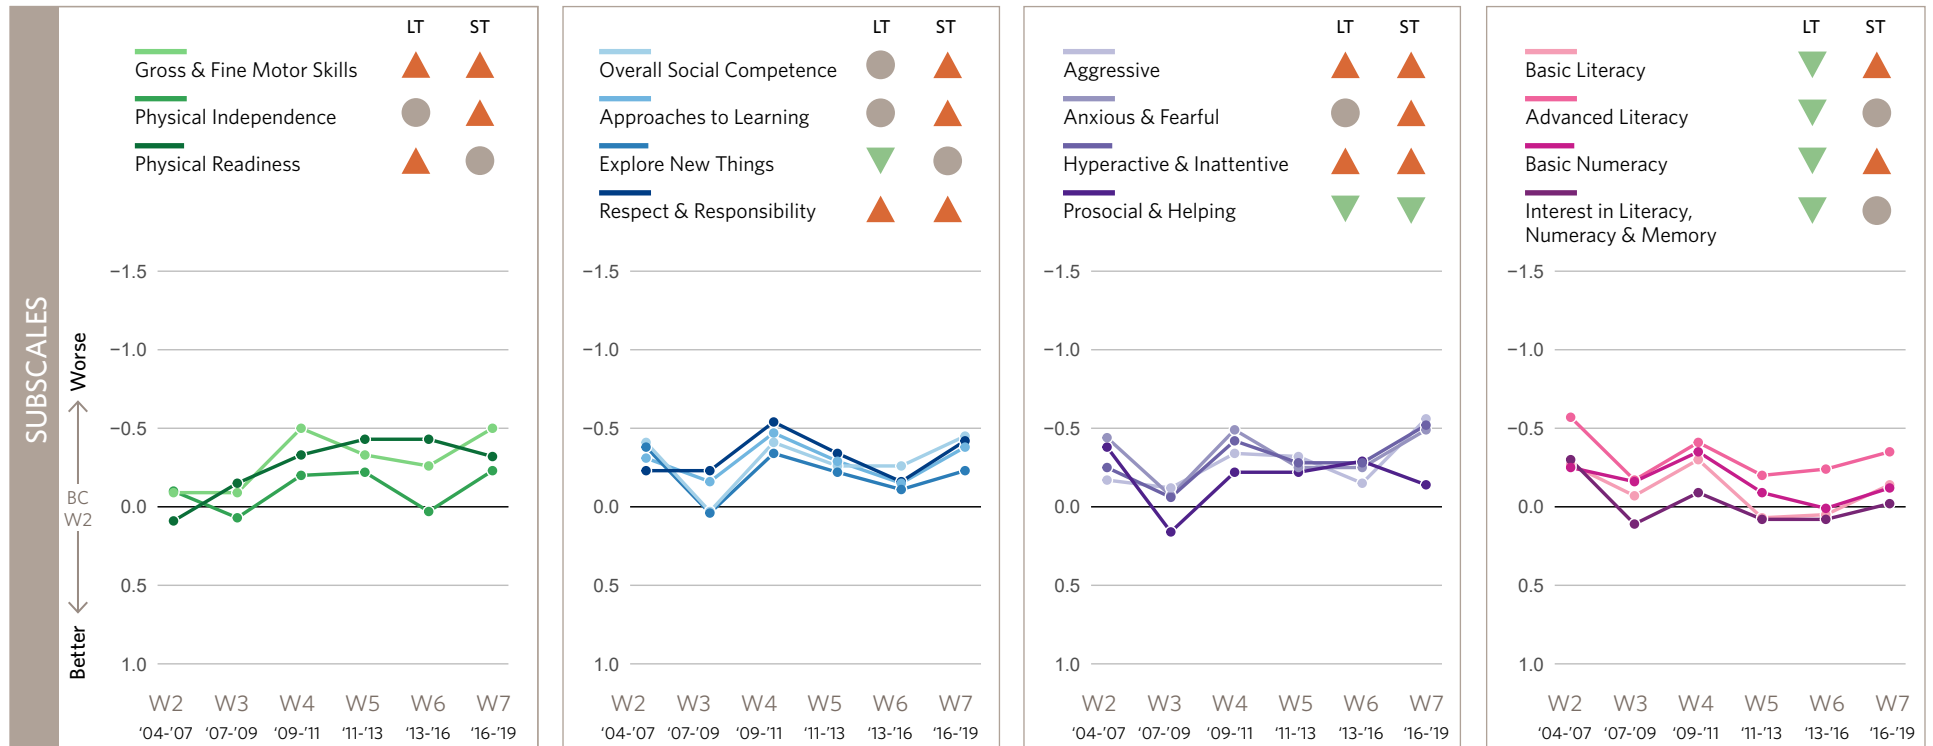 SUBSCALES
Worse
BC
W2
Better
LT ST
Gross & Fine Motor Skills
Physical Independence
Physical Readiness
−1.5
−1.0
−0.5
0.0
0.5
1.0
W2 W3 W4 W5 W6 W7
‘04-’07 ‘07-’09 ‘09-’11 ‘11-’13 ‘13-’16 ‘16-’19
LT ST
Overall Social Competence
Approaches to Learning
Explore New Things
Respect & Responsibility
−1.5
−1.0
−0.5
0.0
0.5
1.0
W2 W3 W4 W5 W6 W7
‘04-’07 ‘07-’09 ‘09-’11 ‘11-’13 ‘13-’16 ‘16-’19
LT ST
Aggressive
Anxious & Fearful
Hyperactive & Inattentive
Prosocial & Helping
−1.5
−1.0
−0.5
0.0
0.5
1.0
W2 W3 W4 W5 W6 W7
‘04-’07 ‘07-’09 ‘09-’11 ‘11-’13 ‘13-’16 ‘16-’19
LT ST
Basic Literacy
Advanced Literacy
Basic Numeracy
Interest in Literacy,
Numeracy & Memory
−1.5
−1.0
−0.5
0.0
0.5
1.0
W2 W3 W4 W5 W6 W7
‘04-’07 ‘07-’09 ‘09-’11 ‘11-’13 ‘13-’16 ‘16-’19